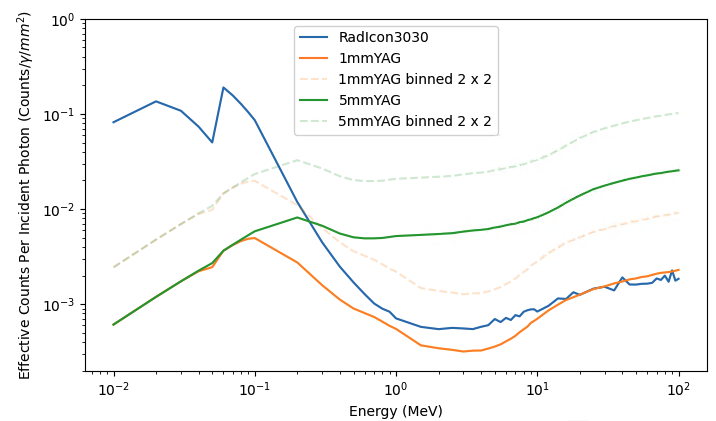 Effective Counts Per Incident Photon (Counts/γ/mm²)
10⁰
10⁻¹
10⁻²
10⁻³
RadIcon3030
1mmYAG
1mmYAG binned 2 x 2
5mmYAG
5mmYAG binned 2 x 2
10⁻² 10⁻¹ 10⁰ 10¹ 10²
Energy (MeV)